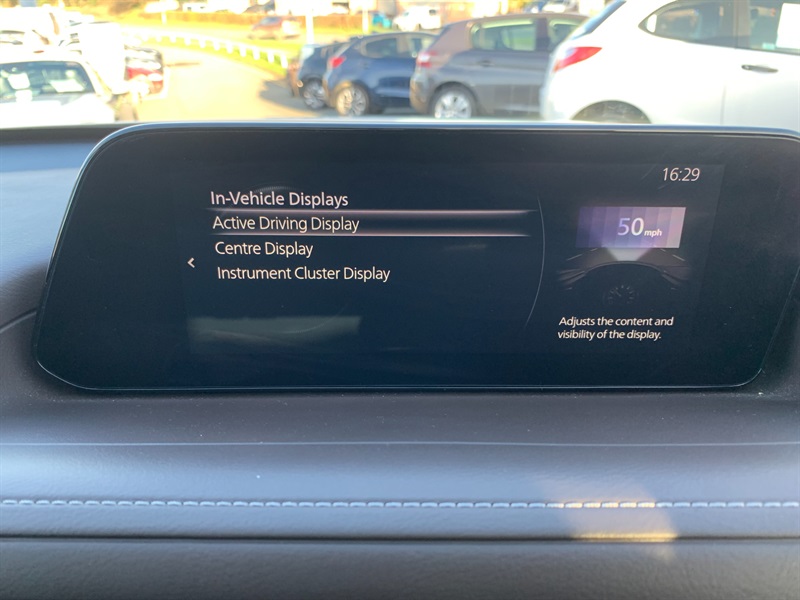 16:29
In-Vehicle Displays
Active Driving Display
Centre Display
Instrument Cluster Display
50 mph
Adjusts the content and
visibility of the display.